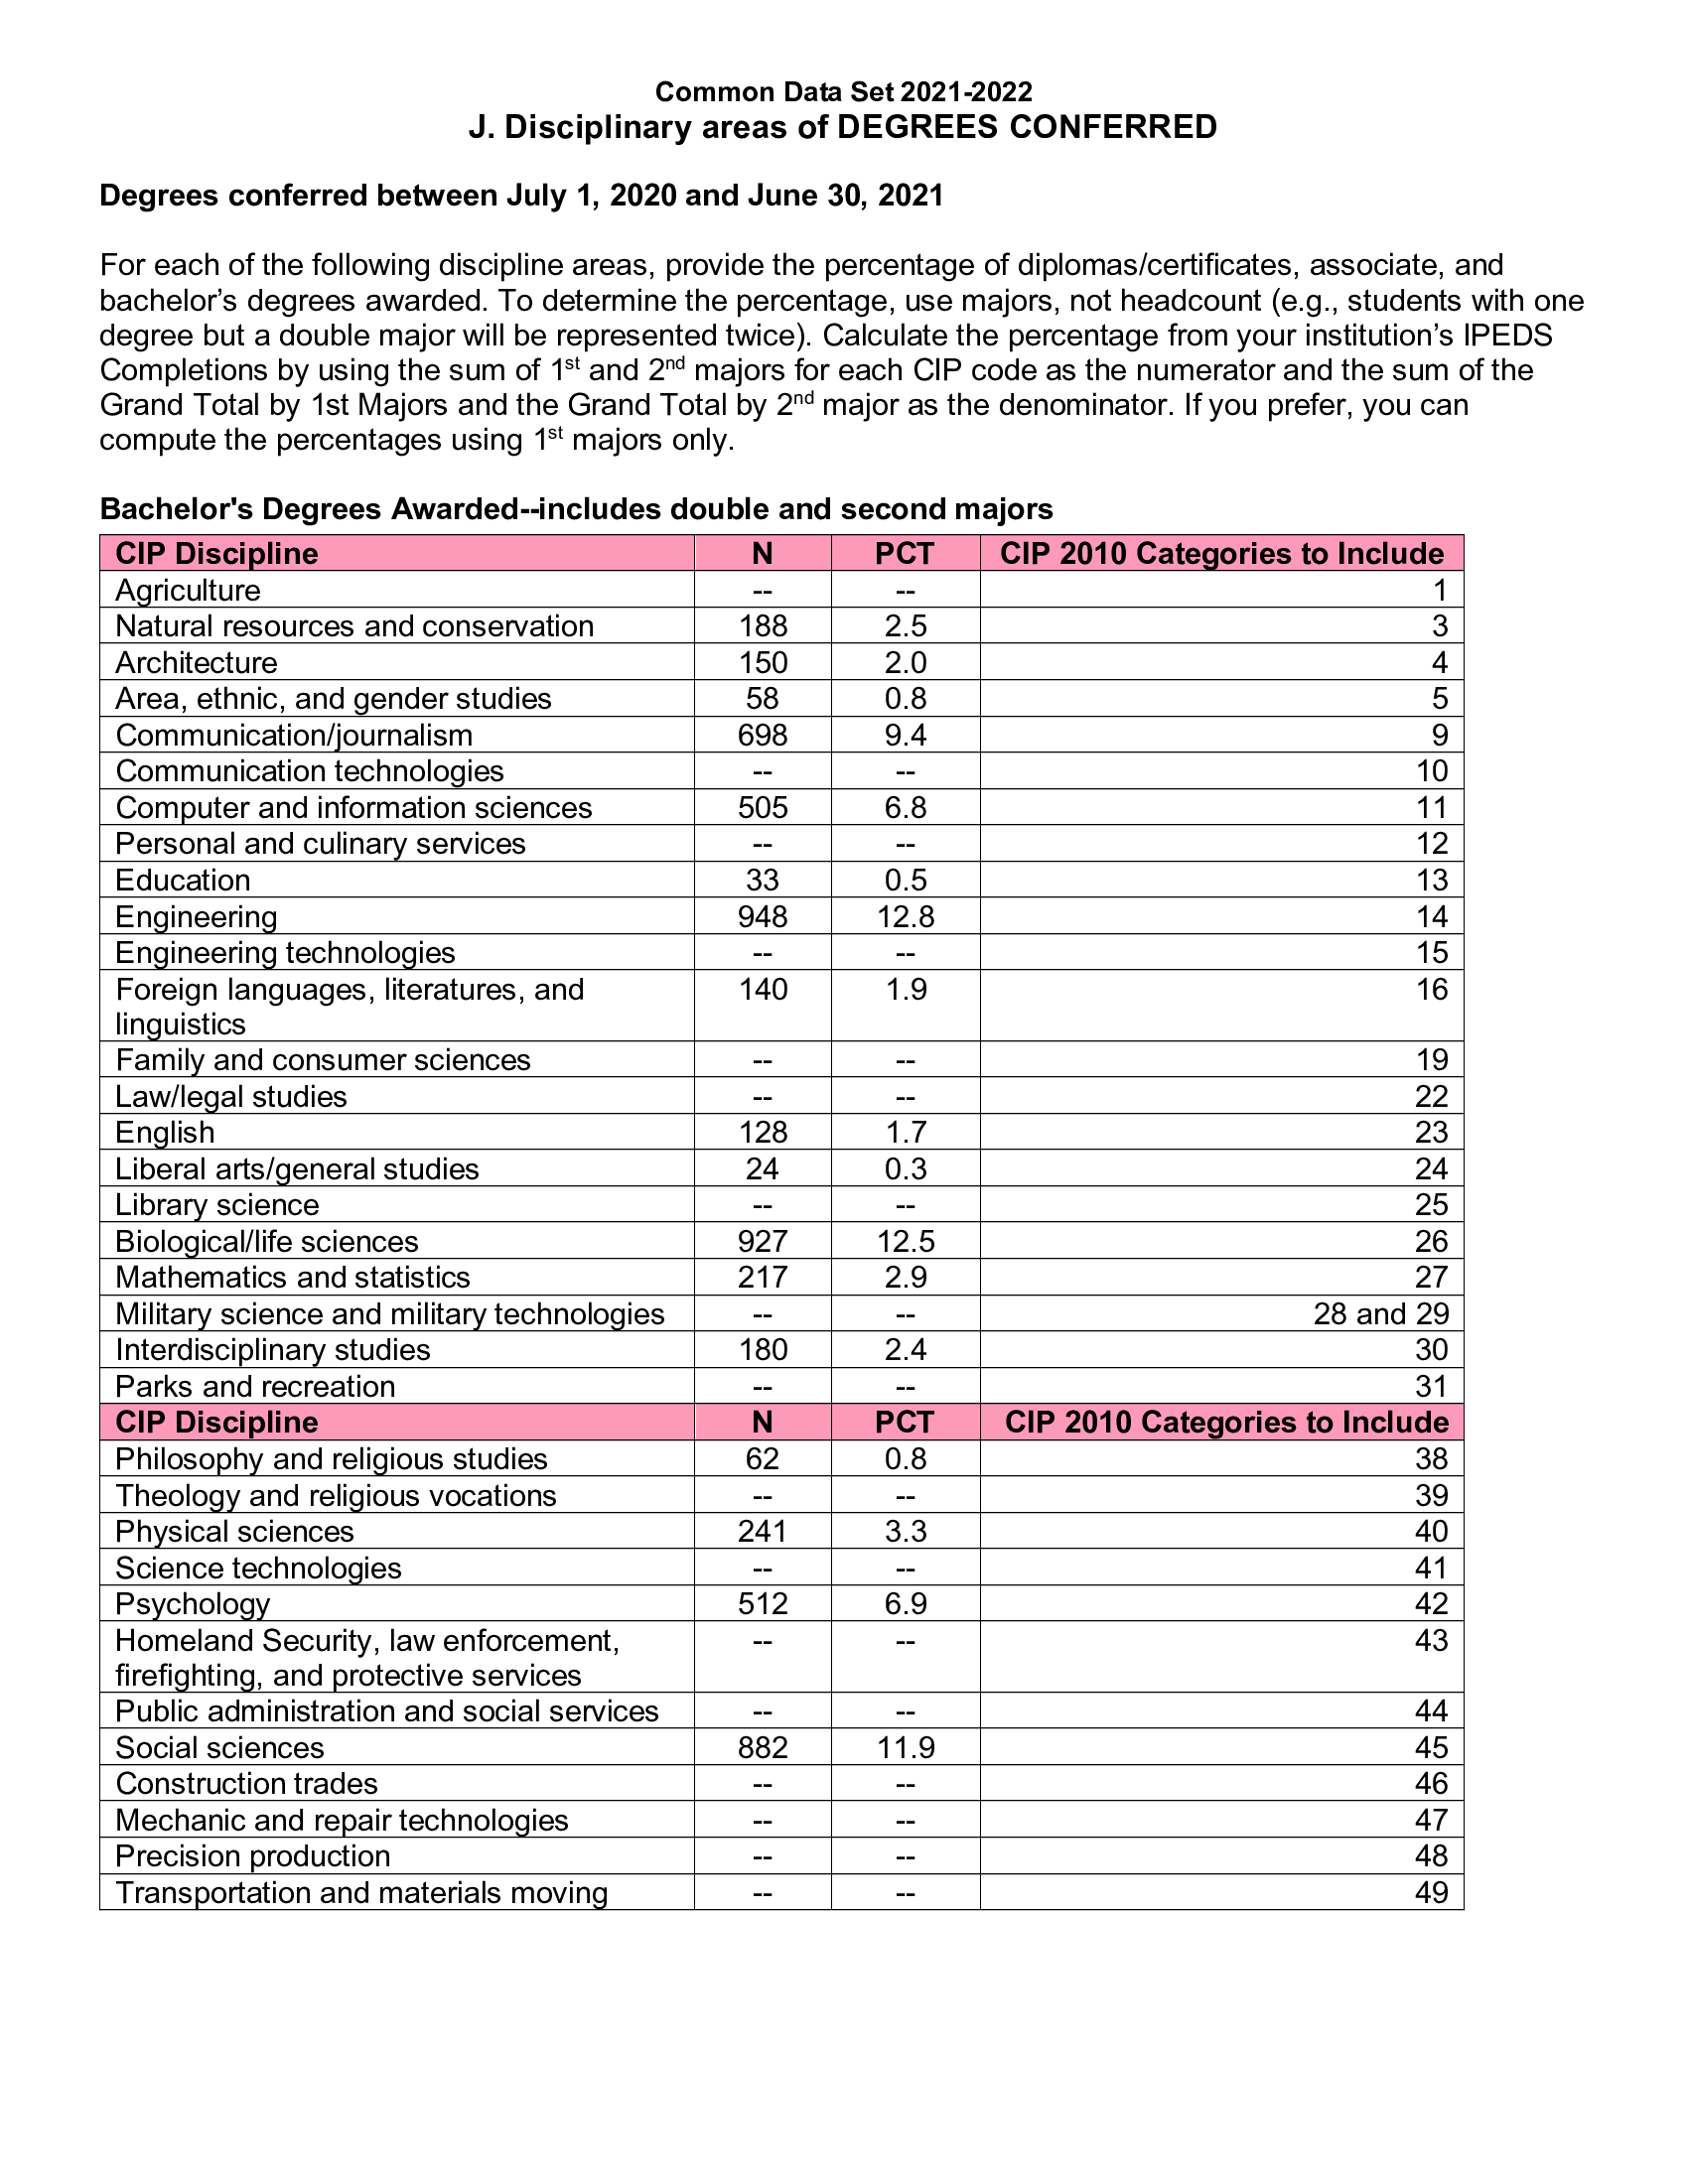 Common Data Set 2021-2022
J. Disciplinary areas of DEGREES CONFERRED
Degrees conferred between July 1, 2020 and June 30, 2021
For each of the following discipline areas, provide the percentage of diplomas/certificates, associate, and
bachelor’s degrees awarded. To determine the percentage, use majors, not headcount (e.g., students with one
degree but a double major will be represented twice). Calculate the percentage from your institution’s IPEDS
Completions by using the sum of 1st and 2nd majors for each CIP code as the numerator and the sum of the
Grand Total by 1st Majors and the Grand Total by 2nd major as the denominator. If you prefer, you can
compute the percentages using 1st majors only.
Bachelor's Degrees Awarded--includes double and second majors
CIP Discipline N PCT CIP 2010 Categories to Include
Agriculture -- -- 1
Natural resources and conservation 188 2.5 3
Architecture 150 2.0 4
Area, ethnic, and gender studies 58 0.8 5
Communication/journalism 698 9.4 9
Communication technologies -- -- 10
Computer and information sciences 505 6.8 11
Personal and culinary services -- -- 12
Education 33 0.5 13
Engineering 948 12.8 14
Engineering technologies -- -- 15
Foreign languages, literatures, and 140 1.9 16
linguistics
Family and consumer sciences -- -- 19
Law/legal studies -- -- 22
English 128 1.7 23
Liberal arts/general studies 24 0.3 24
Library science -- -- 25
Biological/life sciences 927 12.5 26
Mathematics and statistics 217 2.9 27
Military science and military technologies -- -- 28 and 29
Interdisciplinary studies 180 2.4 30
Parks and recreation -- -- 31
CIP Discipline N PCT CIP 2010 Categories to Include
Philosophy and religious studies 62 0.8 38
Theology and religious vocations -- -- 39
Physical sciences 241 3.3 40
Science technologies -- -- 41
Psychology 512 6.9 42
Homeland Security, law enforcement, -- -- 43
firefighting, and protective services
Public administration and social services -- -- 44
Social sciences 882 11.9 45
Construction trades -- -- 46
Mechanic and repair technologies -- -- 47
Precision production -- -- 48
Transportation and materials moving -- -- 49